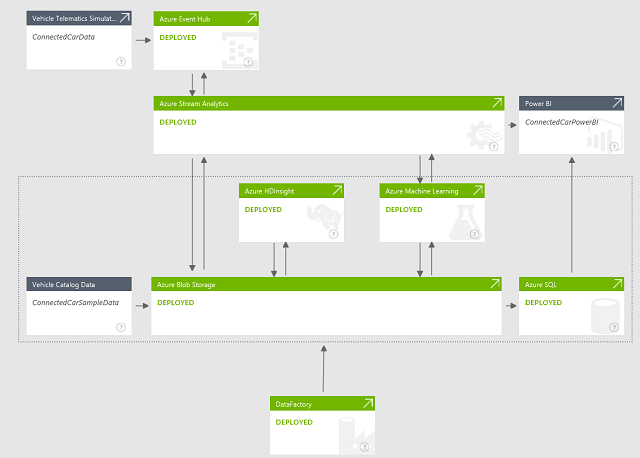 Vehicle Telematics Simulat...
Azure Event Hub
ConnectedCarData
DEPLOYED
?
?
Azure Stream Analytics
Power BI
DEPLOYED
ConnectedCarPowerBI
?
?
Azure HDInsight
Azure Machine Learning
DEPLOYED
DEPLOYED
?
?
Vehicle Catalog Data
Azure Blob Storage
Azure SQL
ConnectedCarSampleData
DEPLOYED
DEPLOYED
?
?
DataFactory
DEPLOYED
?